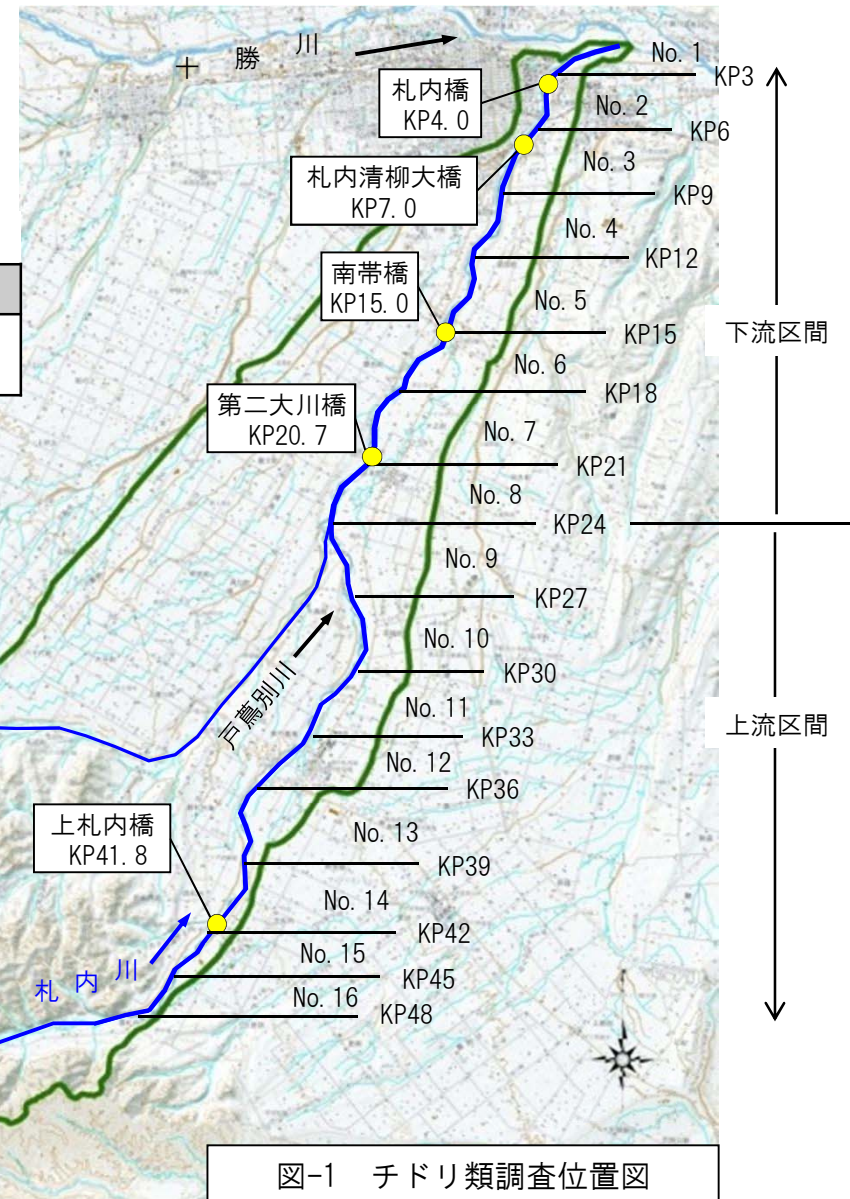 十勝川
No. 1
札内橋
KP4. 0
KP3
No. 2
KP6
札内清柳大橋
KP7. 0
No. 3
KP9
No. 4
KP12
南帯橋
KP15. 0
No. 5
KP15
下流区間
No. 6
KP18
第二大川橋
KP20. 7
No. 7
KP21
No. 8
KP24
No. 9
KP27
戸蔦別川
No. 10
KP30
No. 11
KP33
上流区間
No. 12
KP36
上札内橋
KP41. 8
No. 13
KP39
No. 14
KP42
No. 15
KP45
札内川
No. 16
KP48
図-1 チドリ類調査位置図